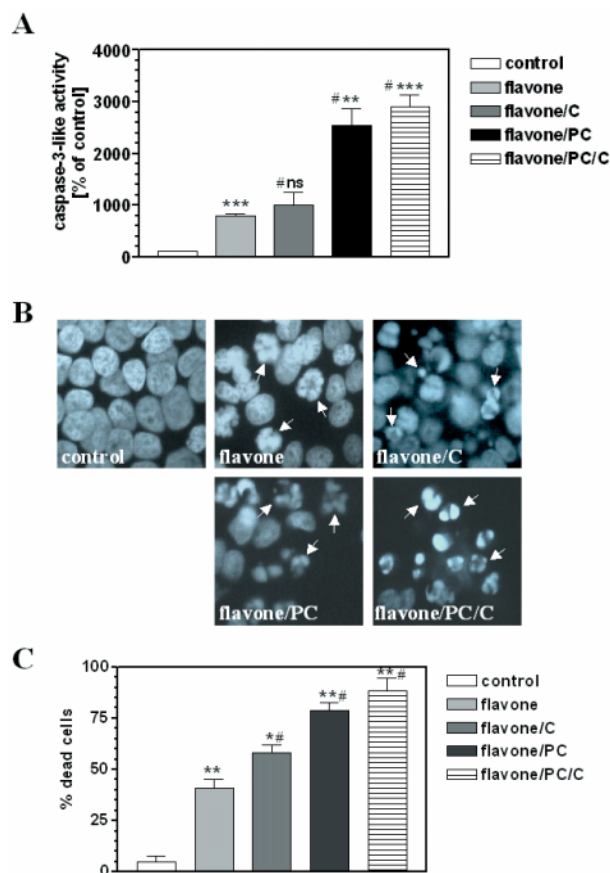 A
caspase-3-like activity
[% of control]
4000
3000
2000
1000
0
***
#ns
#**
#***
control
flavone
flavone/C
flavone/PC
flavone/PC/C
B
control
flavone
flavone/C
flavone/PC
flavone/PC/C
C
% dead cells
100
75
50
25
0
**
*#
**#
**#
control
flavone
flavone/C
flavone/PC
flavone/PC/C